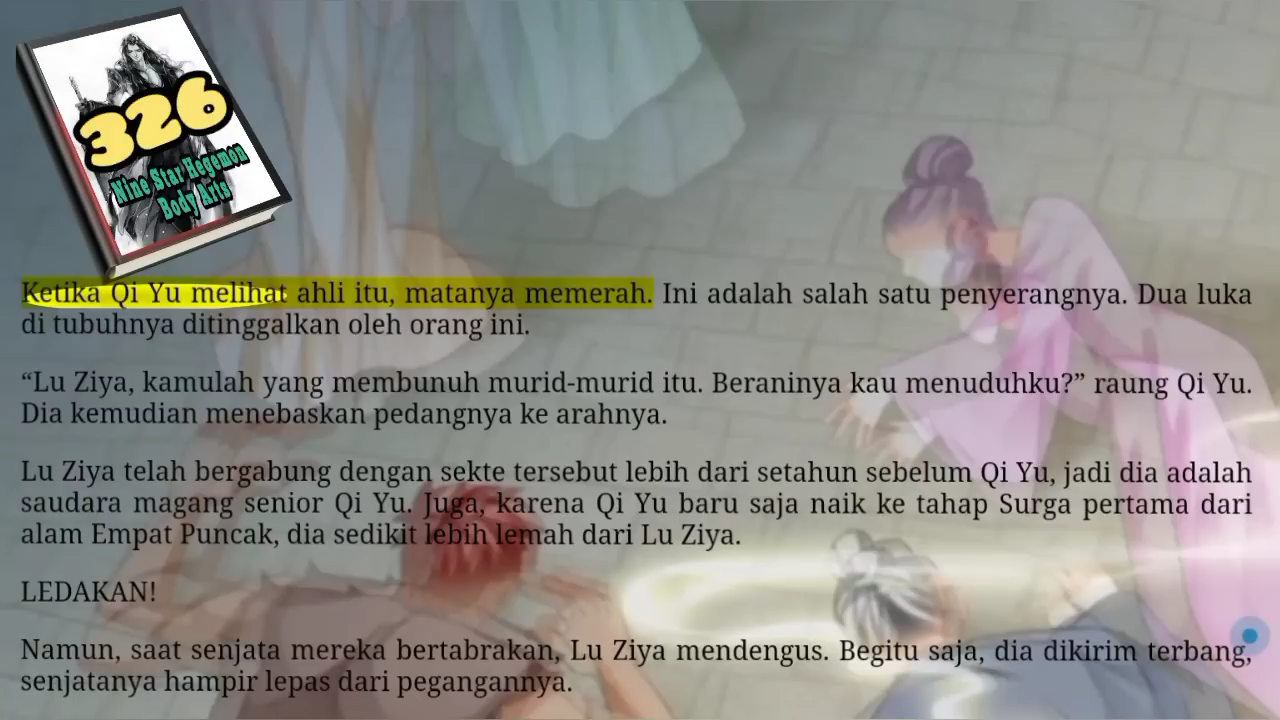 326
Nine Star Hegemon
Body Arts
Ketika Qi Yu melihat ahli itu, matanya memerah. Ini adalah salah satu penyerangnya. Dua luka
di tubuhnya ditinggalkan oleh orang ini.
“Lu Ziya, kamulah yang membunuh murid-murid itu. Beraninya kau menuduhku?” raung Qi Yu.
Dia kemudian menebaskan pedangnya ke arahnya.
Lu Ziya telah bergabung dengan sekte tersebut lebih dari setahun sebelum Qi Yu, jadi dia adalah
saudara magang senior Qi Yu. Juga, karena Qi Yu baru saja naik ke tahap Surga pertama dari
alam Empat Puncak, dia sedikit lebih lemah dari Lu Ziya.
LEDAKAN!
Namun, saat senjata mereka bertabrakan, Lu Ziya mendengus. Begitu saja, dia dikirim terbang,
senjatanya hampir lepas dari pegangannya.